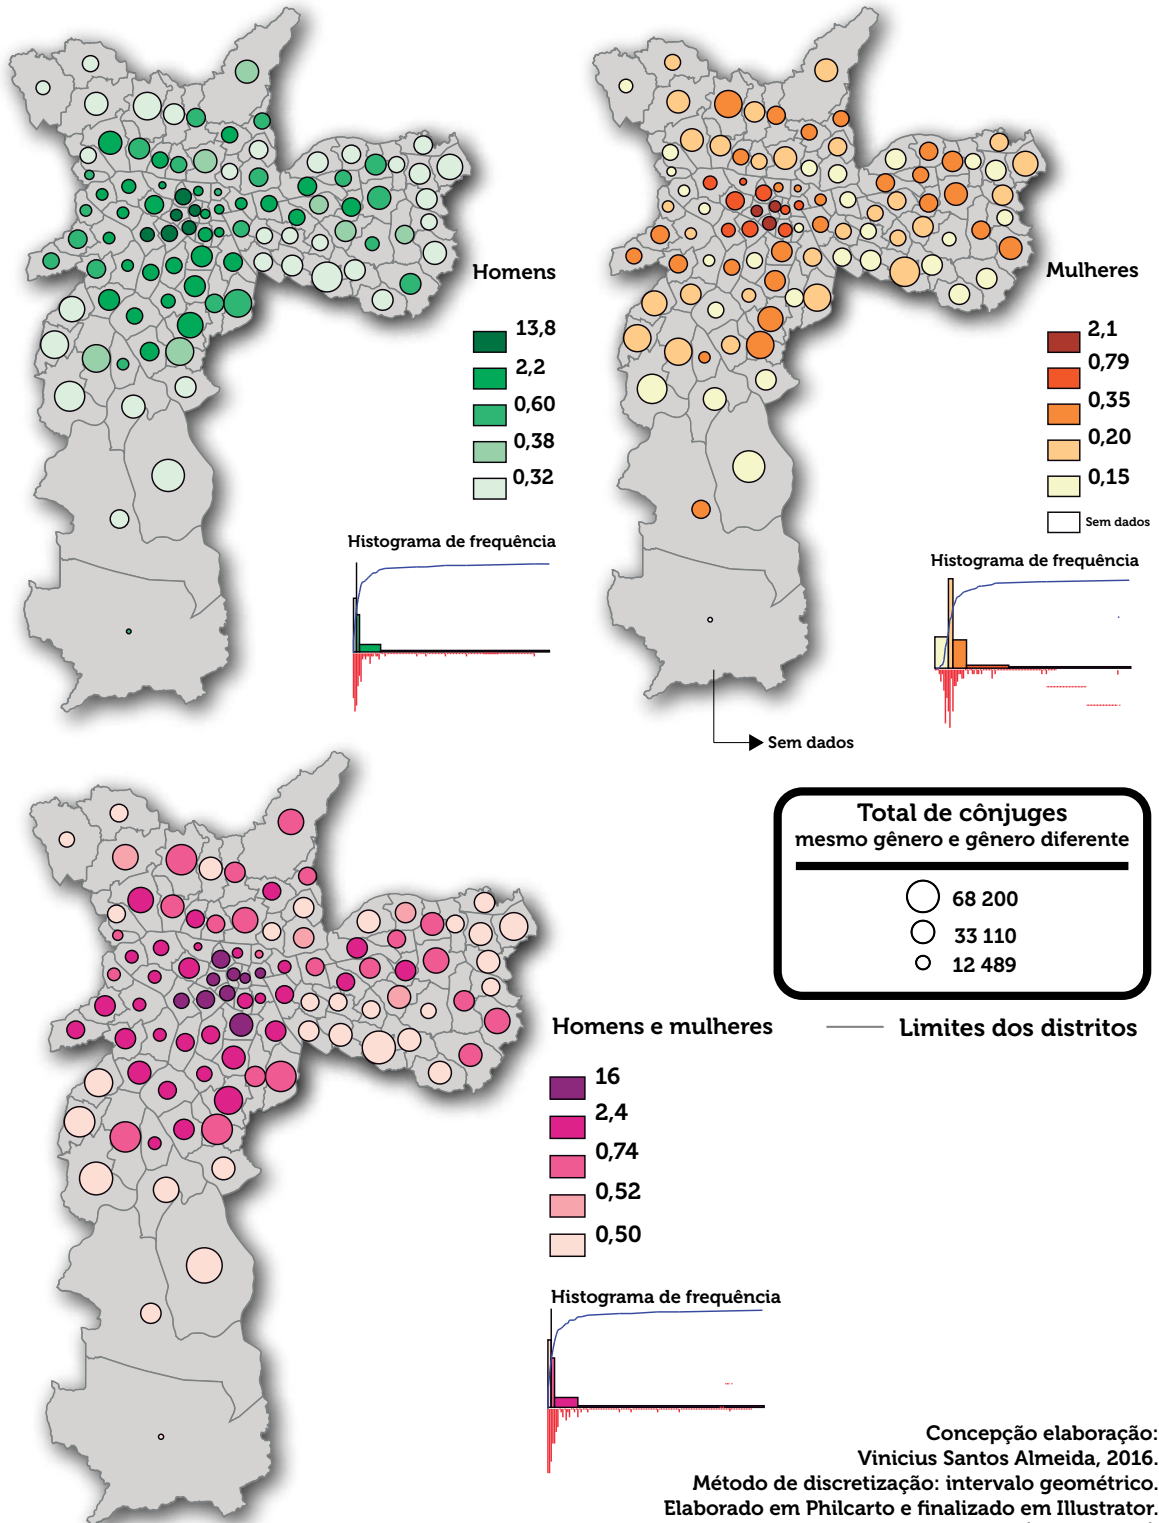 Homens
13,8
2,2
0,60
0,38
0,32
Histograma de frequência
Mulheres
2,1
0,79
0,35
0,20
0,15
Sem dados
Histograma de frequência
Sem dados
Total de cônjuges
mesmo gênero e gênero diferente
68 200
33 110
12 489
Limites dos distritos
Homens e mulheres
16
2,4
0,74
0,52
0,50
Histograma de frequência
Concepção elaboração:
Vinicius Santos Almeida, 2016.
Método de discretização: intervalo geométrico.
Elaborado em Philcarto e finalizado em Illustrator.